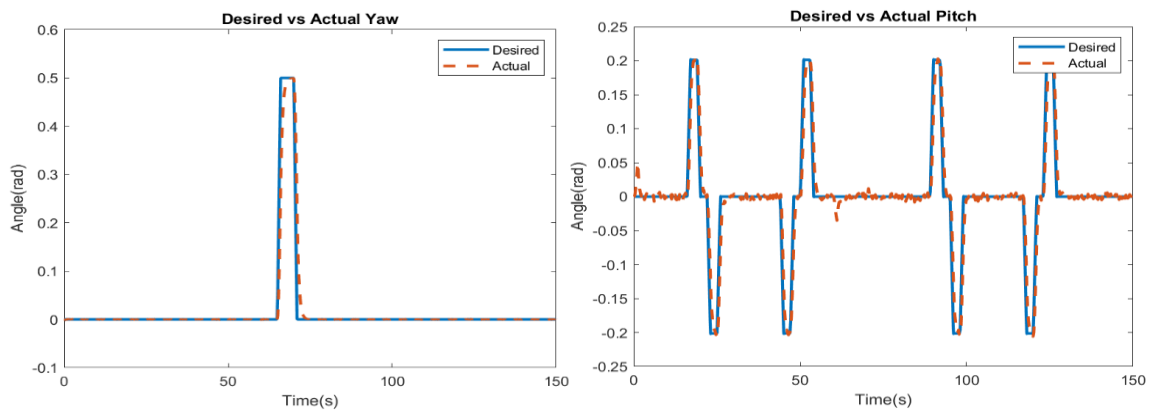 Desired vs Actual Yaw
0.6
0.5
0.4
0.3
0.2
0.1
0
-0.1
Angle(rad)
0
50
100
150
Time(s)
Desired
Actual
Desired vs Actual Pitch
0.25
0.2
0.15
0.1
0.05
0
-0.05
-0.1
-0.15
-0.2
-0.25
Angle(rad)
0
50
100
150
Time(s)
Desired
Actual